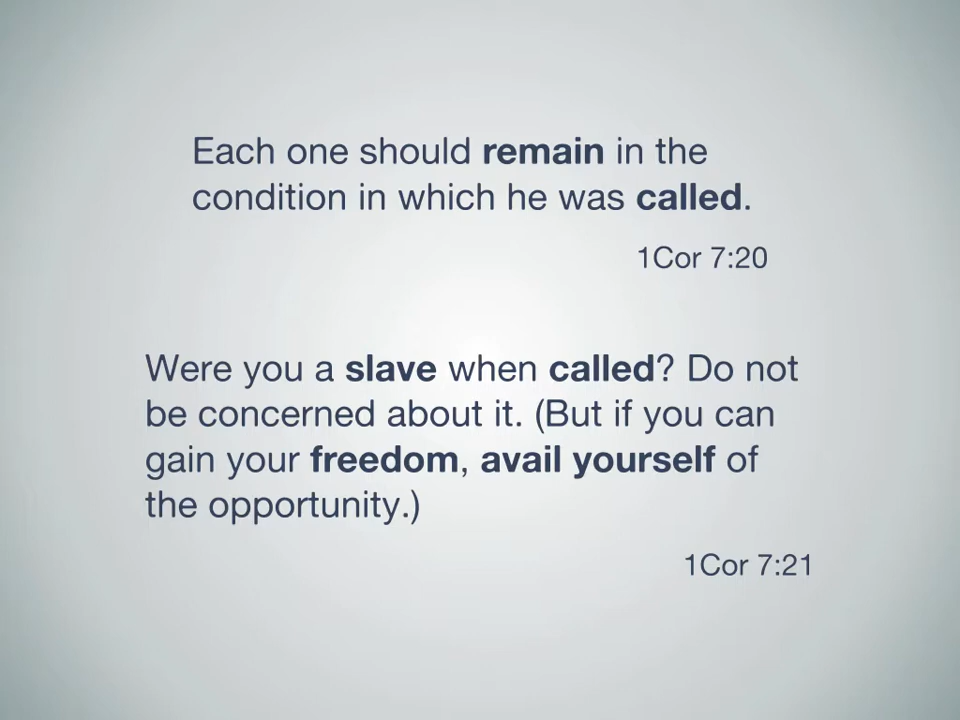 Each one should remain in the
condition in which he was called.
1Cor 7:20
Were you a slave when called? Do not
be concerned about it. (But if you can
gain your freedom, avail yourself of
the opportunity.)
1Cor 7:21